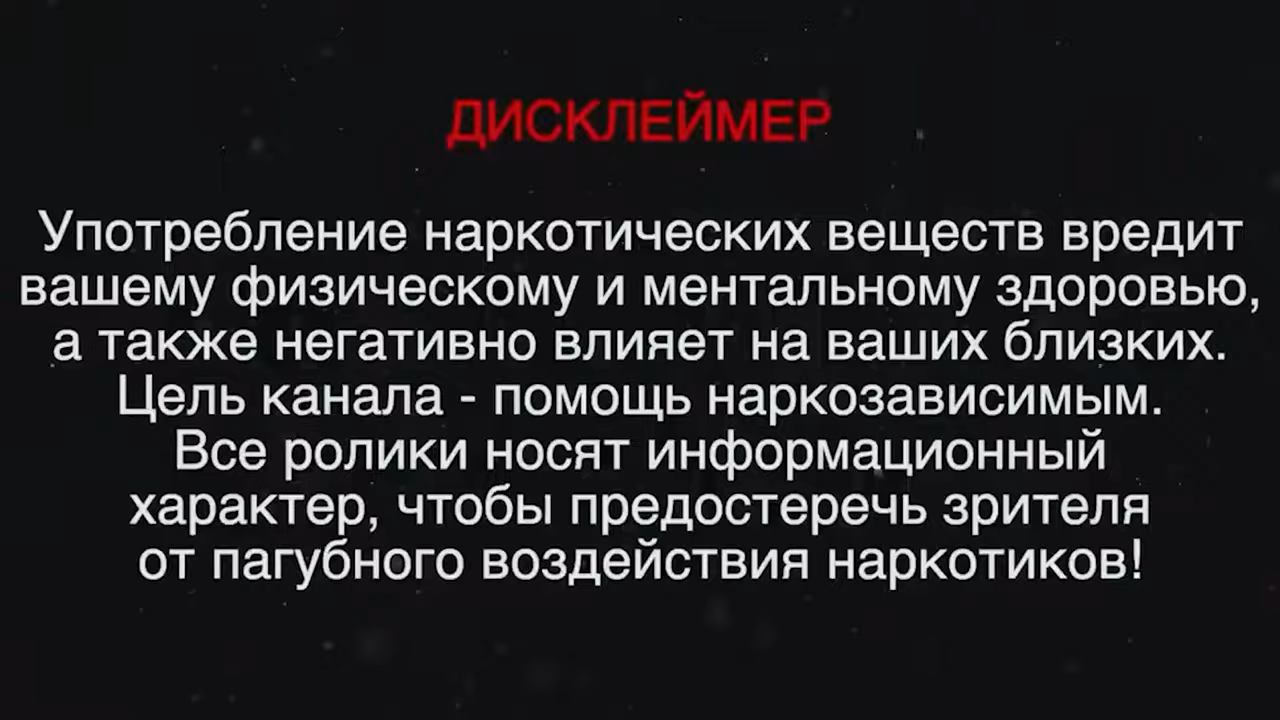 ДИСКЛЕЙМЕР
Употребление наркотических веществ вредит
вашему физическому и ментальному здоровью,
а также негативно влияет на ваших близких.
Цель канала - помощь наркозависимым.
Все ролики носят информационный
характер, чтобы предостеречь зрителя
от пагубного воздействия наркотиков!